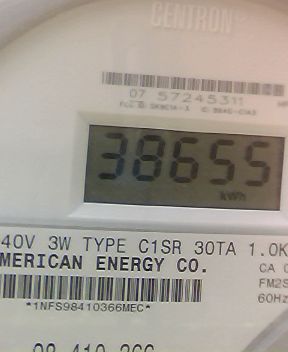 CENTRON
07 57245311
38655
kWh
40V 3W TYPE C1SR 30TA 1.0K
MERICAN ENERGY CO.
CA
FM2S
60Hz
*1NFS98410366MEC*